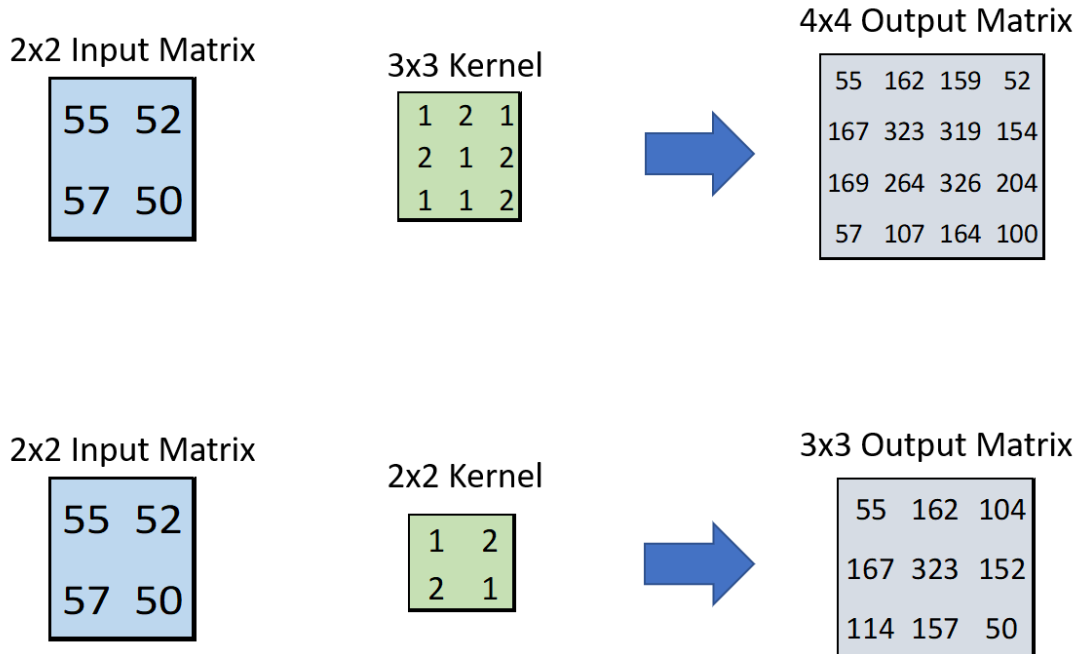 2x2 Input Matrix
55 52
57 50
3x3 Kernel
1 2 1
2 1 2
1 1 2
4x4 Output Matrix
55 162 159 52
167 323 319 154
169 264 326 204
57 107 164 100
2x2 Input Matrix
55 52
57 50
2x2 Kernel
1 2
2 1
3x3 Output Matrix
55 162 104
167 323 152
114 157 50